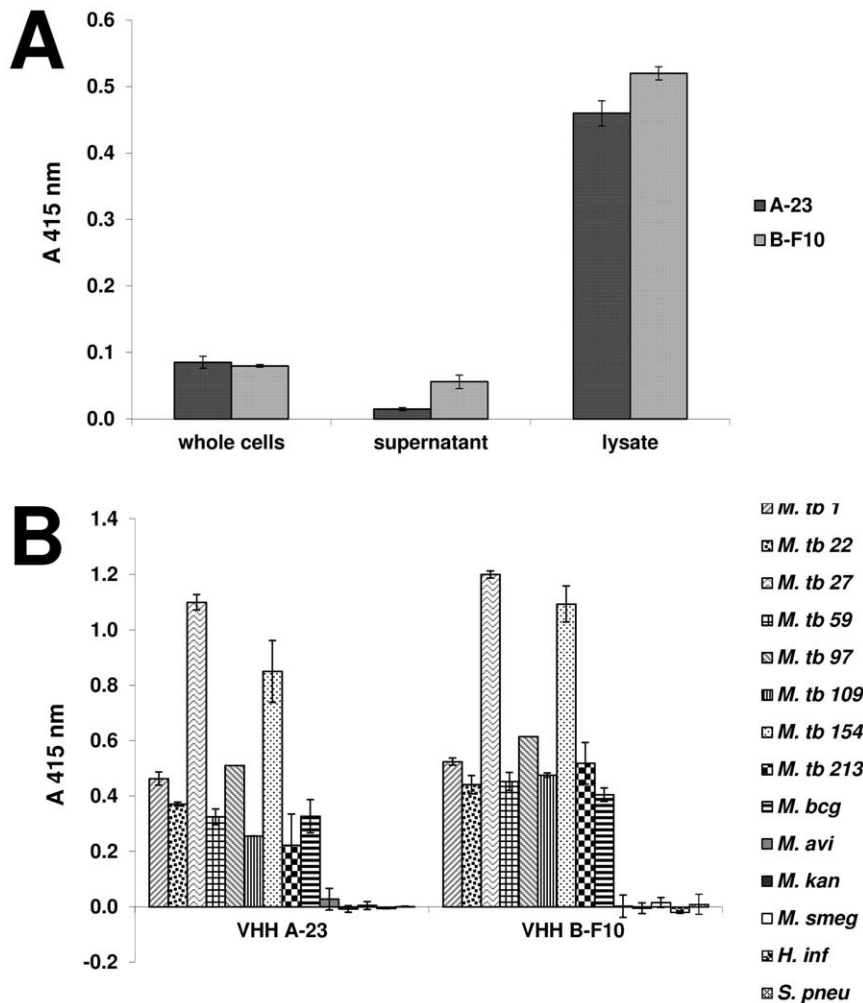 A
0.6
0.5
0.4
0.3
0.2
0.1
0.0
A 415 nm
whole cells
supernatant
lysate
A-23
B-F10
B
1.4
1.2
1.0
0.8
0.6
0.4
0.2
0.0
-0.2
A 415 nm
VHH A-23
VHH B-F10
M. tb 1
M. tb 22
M. tb 27
M. tb 59
M. tb 97
M. tb 109
M. tb 154
M. tb 213
M. bcg
M. avi
M. kan
M. smeg
H. inf
S. pneu